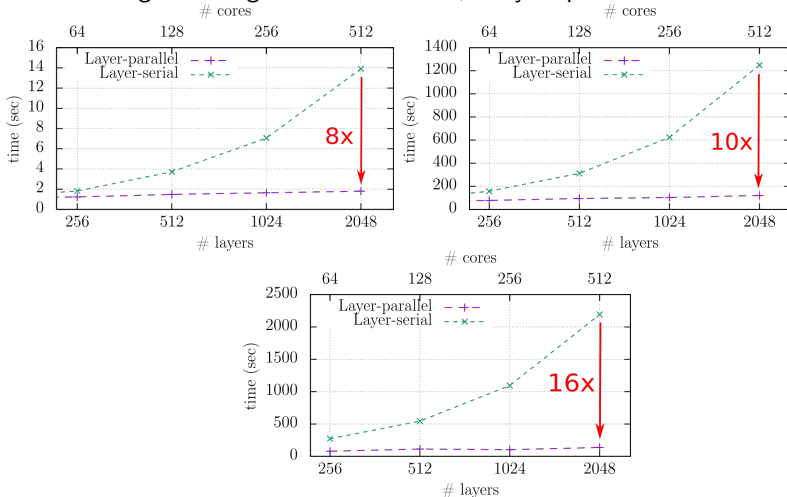 # cores
64 128 256 512
16
14
12
10
8
6
4
2
0
time (sec)
Layer-parallel
Layer-serial
8x
256 512 1024 2048
# layers
# cores
64 128 256 512
1400
1200
1000
800
600
400
200
0
time (sec)
Layer-parallel
Layer-serial
10x
256 512 1024 2048
# layers
# cores
64 128 256 512
2500
2000
1500
1000
500
0
time (sec)
Layer-parallel
Layer-serial
16x
256 512 1024 2048
# layers